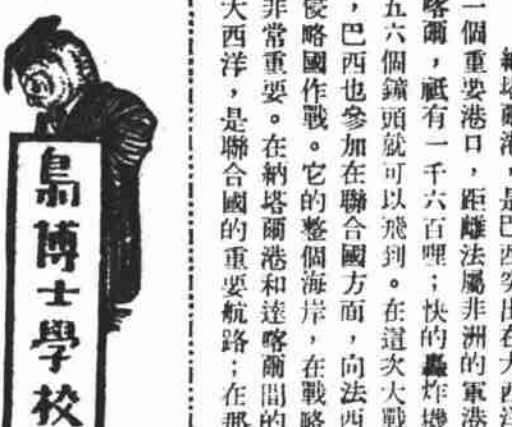 納塔爾港，是巴西突出在大西洋
一個重要港口，距離法屬非洲的軍港
喀爾，祇有一千六百哩；快的轟炸機
五六個鐘頭就可以飛到。在這次大戰
，巴西也參加在聯合國方面，向法西
侵略國作戰。它的整個海岸，在戰略
非常重要。在納塔爾港和達喀爾間的
大西洋，是聯合國的重要航路；在那
梟博士學校